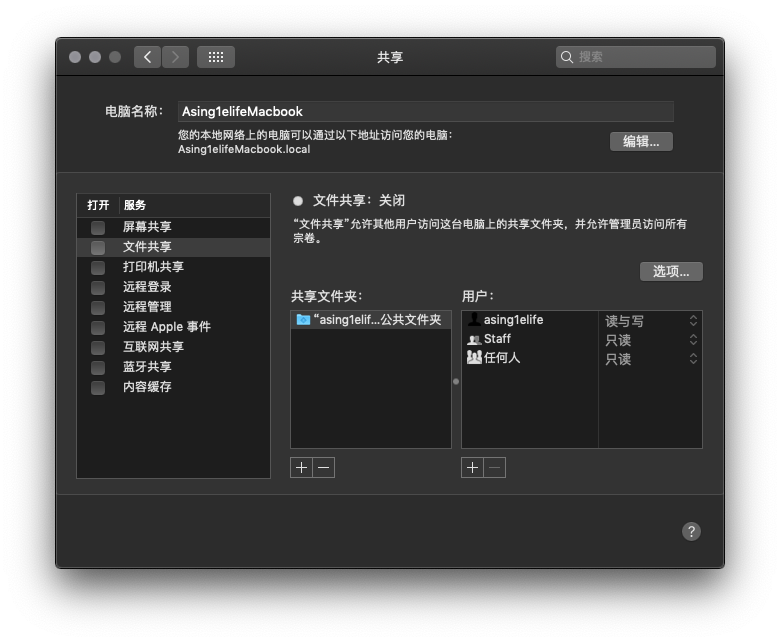 共享
搜索
电脑名称：
Asing1elifeMacbook
您的本地网络上的电脑可以通过以下地址访问您的电脑：
Asing1elifeMacbook.local
编辑...
打开 服务
屏幕共享
文件共享
打印机共享
远程登录
远程管理
远程 Apple 事件
互联网共享
蓝牙共享
内容缓存
文件共享：关闭
“文件共享”允许其他用户访问这台电脑上的共享文件夹，并允许管理员访问所有
宗卷。
选项...
共享文件夹：
“asing1elif...公共文件夹
用户：
asing1elife 读与写
Staff 只读
任何人 只读
+ −
+ −
?